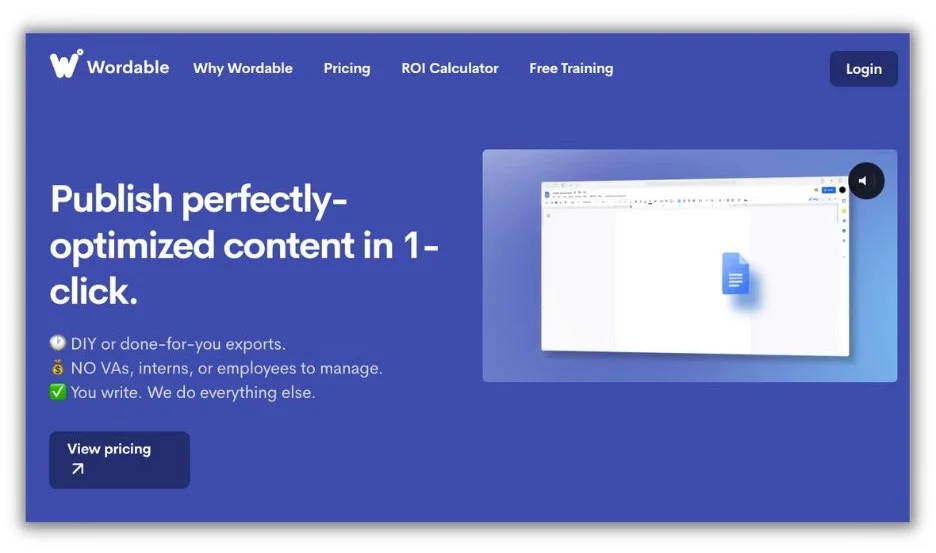 Wordable
Why Wordable
Pricing
ROI Calculator
Free Training
Login
Publish perfectly-
optimized content in 1-
click.
🕐 DIY or done-for-you exports.
💰 NO VAs, interns, or employees to manage.
✅ You write. We do everything else.
View pricing